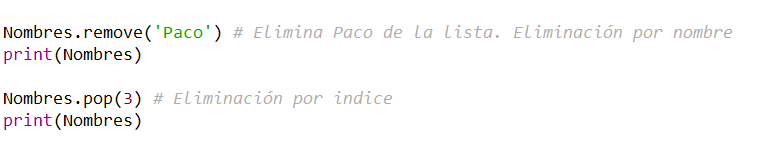 Nombres.remove('Paco') # Elimina Paco de la lista. Eliminación por nombre
print(Nombres)
Nombres.pop(3) # Eliminación por indice
print(Nombres)